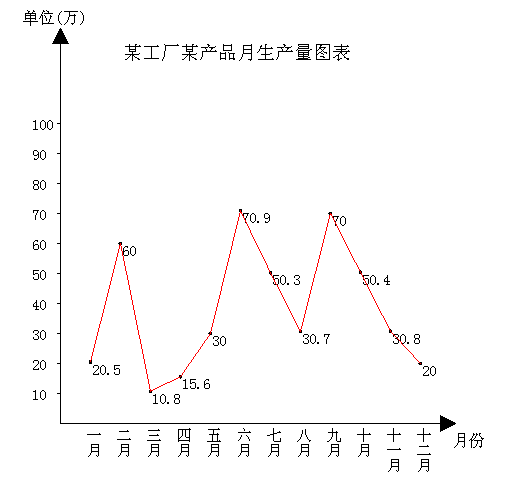 单位(万)
某工厂某产品月生产量图表
100
90
80
70
60
50
40
30
20
10
20.5
60
10.8
15.6
30
70.9
50.3
30.7
70
50.4
30.8
20
一月
二月
三月
四月
五月
六月
七月
八月
九月
十月
十一月
十二月
月份